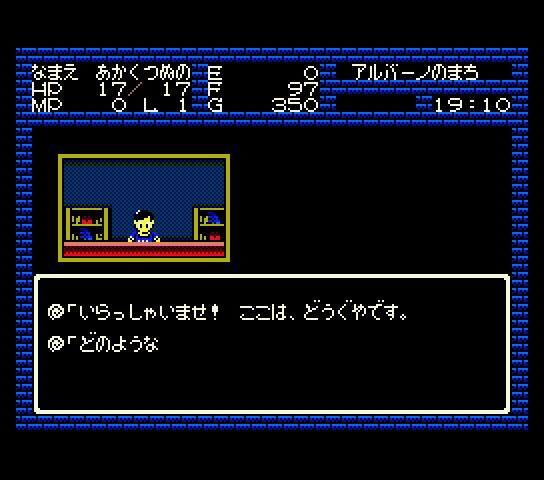 なまえ あかくつぬの E 0 アルバーノのまち
HP 17/ 17 F 97
MP 0 L 1 G 350 19:10
@「いらっしゃいませ! ここは、どうぐやです。
@「どのような